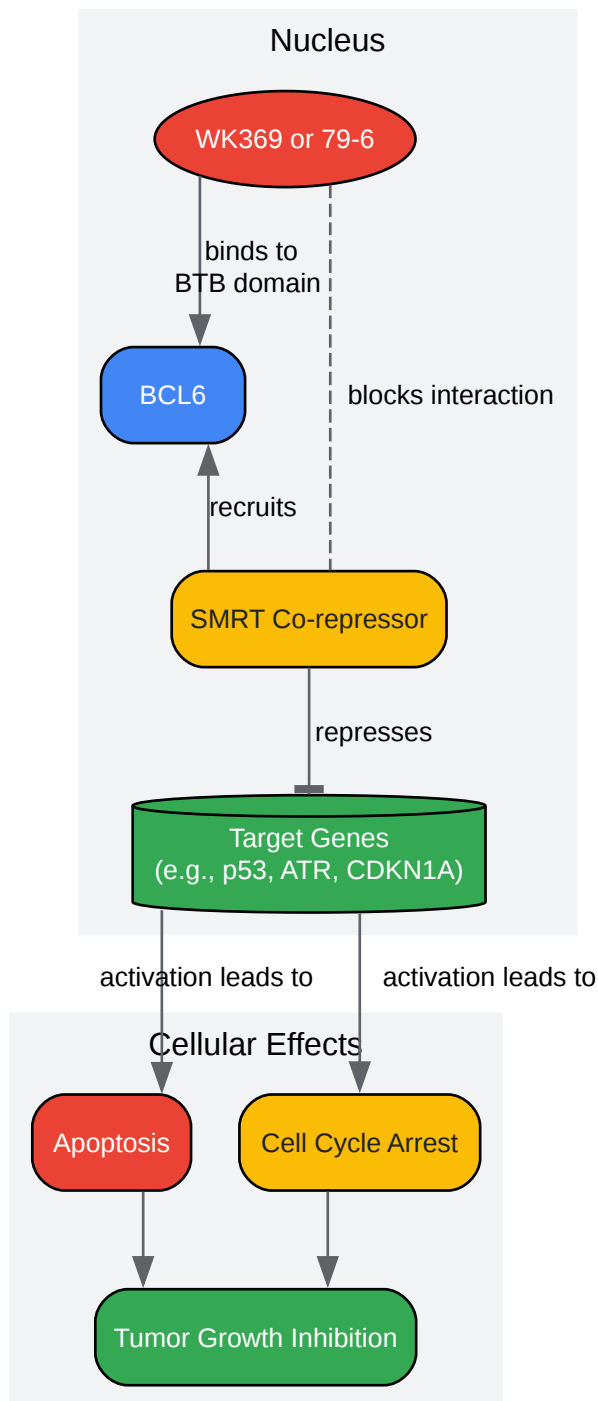 Nucleus
WK369 or 79-6
binds to
BTB domain
BCL6
blocks interaction
recruits
SMRT Co-repressor
represses
Target Genes
(e.g., p53, ATR, CDKN1A)
activation leads to
activation leads to
Cellular Effects
Apoptosis
Cell Cycle Arrest
Tumor Growth Inhibition